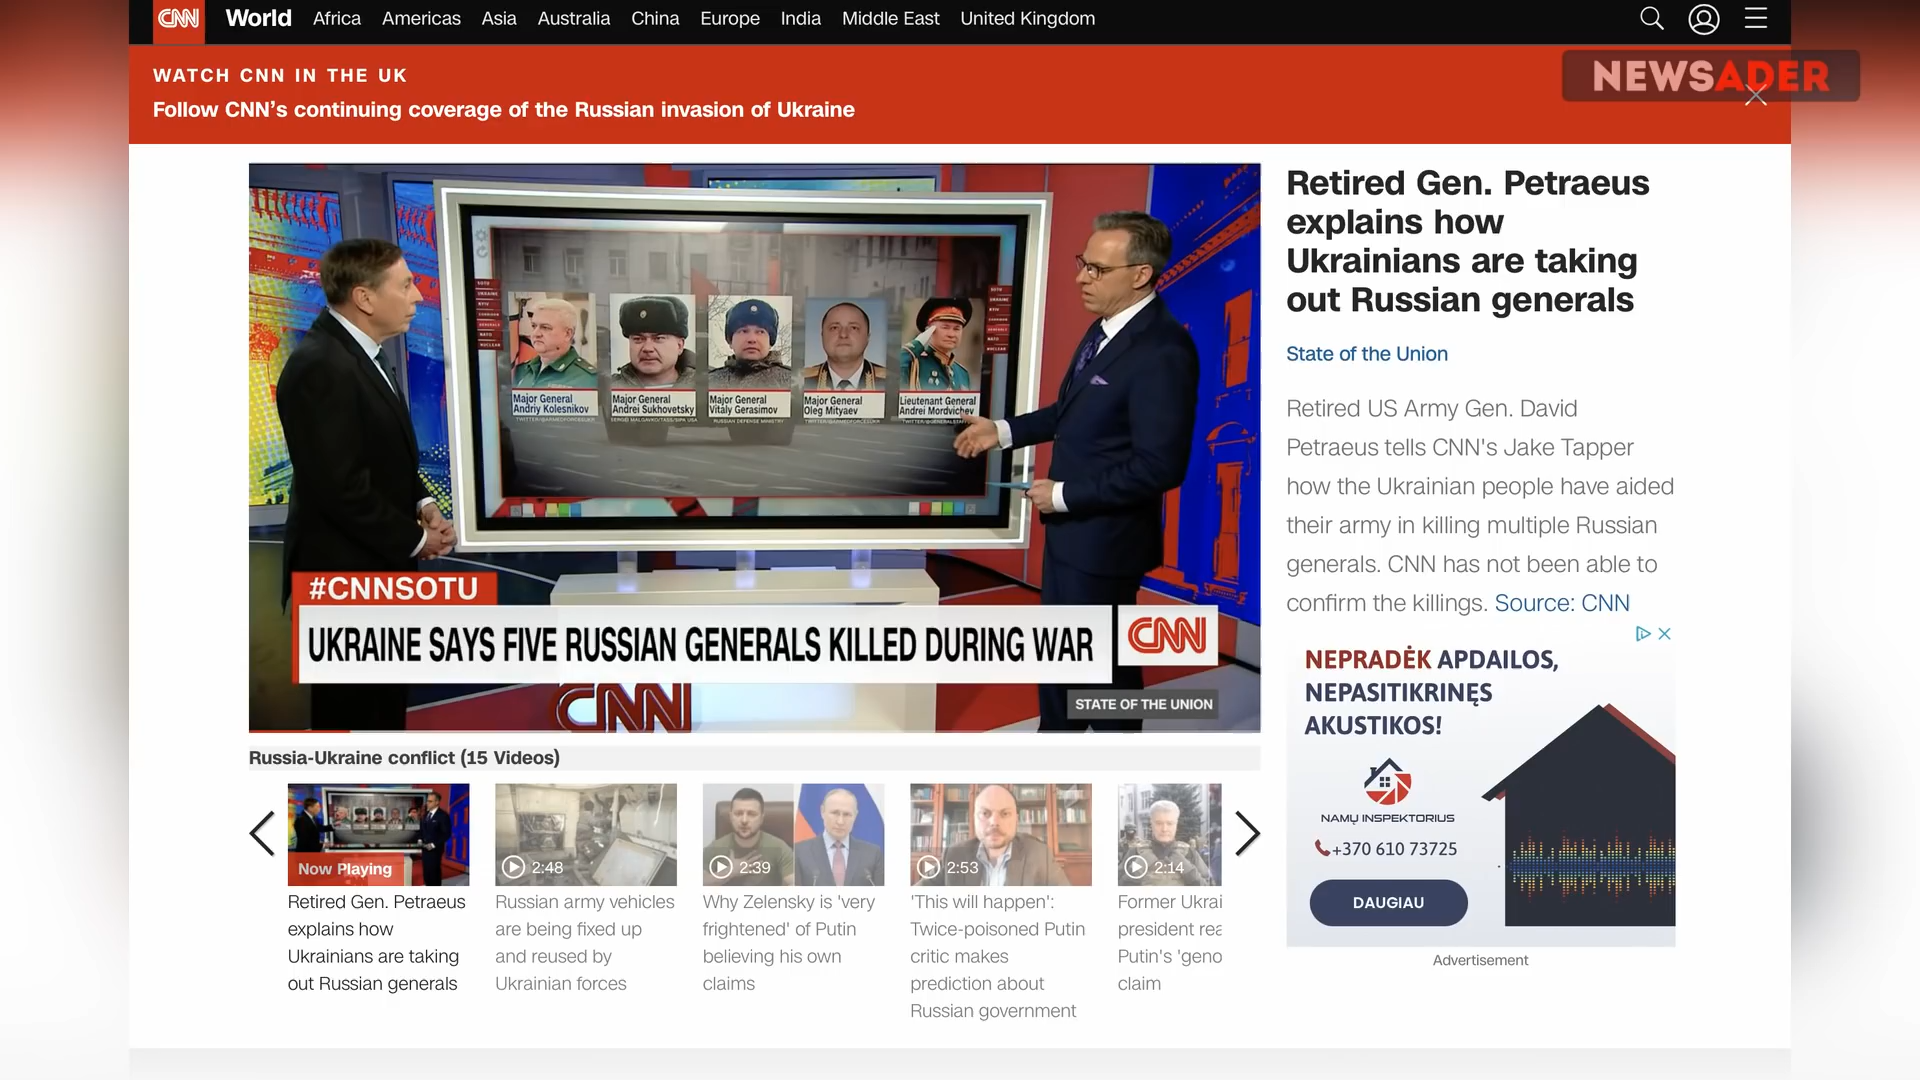 CNN World Africa Americas Asia Australia China Europe India Middle East United Kingdom
NEWSADER
WATCH CNN IN THE UK
Follow CNN's continuing coverage of the Russian invasion of Ukraine
Major General
Andriy Kolesnikov
Major General
Andrei Sukhovetsky
Major General
Vitaly Gerasimov
RUSSIAN DEFENSE MINISTRY
Major General
Oleg Mityaev
Lieutenant General
Andrei Mordvichev
#CNNSOTU
UKRAINE SAYS FIVE RUSSIAN GENERALS KILLED DURING WAR
CNN
CNN
STATE OF THE UNION
Retired Gen. Petraeus
explains how
Ukrainians are taking
out Russian generals
State of the Union
Retired US Army Gen. David
Petraeus tells CNN's Jake Tapper
how the Ukrainian people have aided
their army in killing multiple Russian
generals. CNN has not been able to
confirm the killings. Source: CNN
NEPRADĖK APDAILOS,
NEPASITIKRINĘS
AKUSTIKOS!
NAMŲ INSPEKTORIUS
+370 610 73725
DAUGIAU
Advertisement
Russia-Ukraine conflict (15 Videos)
Now Playing
Retired Gen. Petraeus
explains how
Ukrainians are taking
out Russian generals
2:48
Russian army vehicles
are being fixed up
and reused by
Ukrainian forces
2:39
Why Zelensky is 'very
frightened' of Putin
believing his own
claims
2:53
'This will happen':
Twice-poisoned Putin
critic makes
prediction about
Russian government
2:14
Former Ukrai
president rea
Putin's 'geno
claim